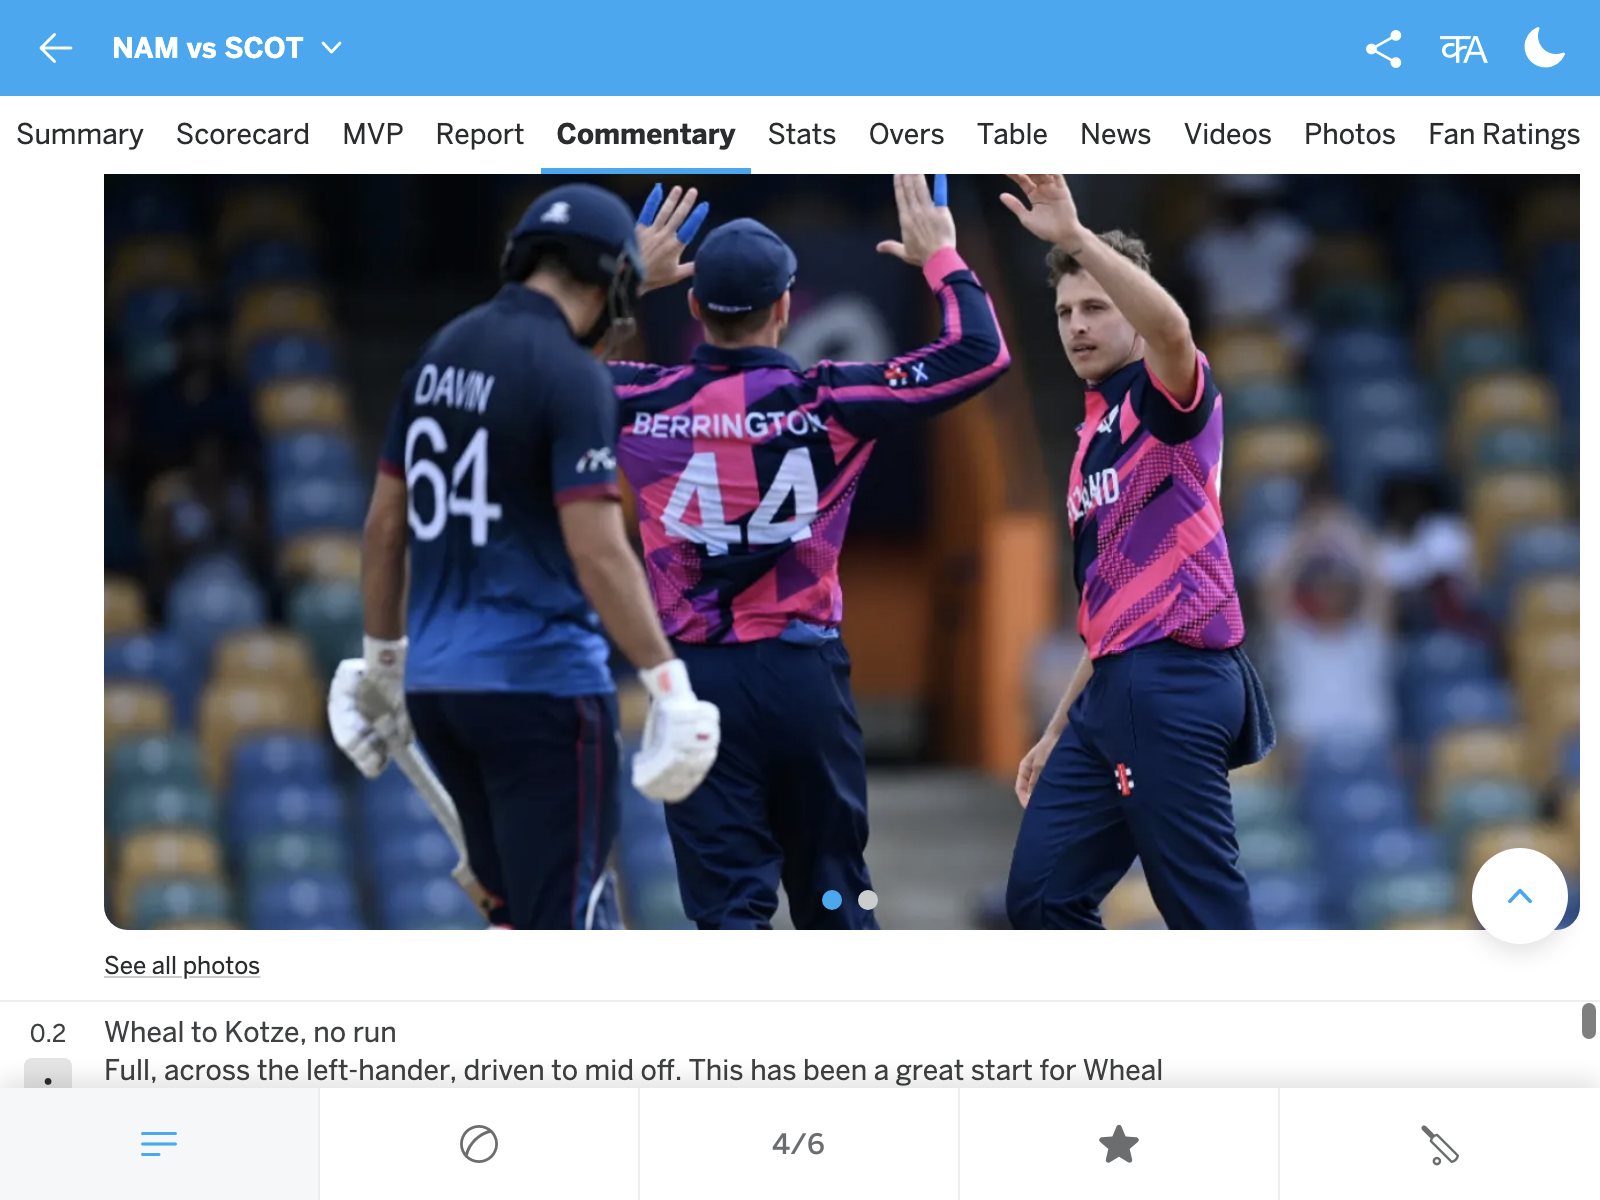 NAM vs SCOT
क A
Summary Scorecard MVP Report Commentary Stats Overs Table News Videos Photos Fan Ratings
DAVIN
64
BERRINGTON
44
See all photos
0.2 Wheal to Kotze, no run
Full, across the left-hander, driven to mid off. This has been a great start for Wheal
4/6